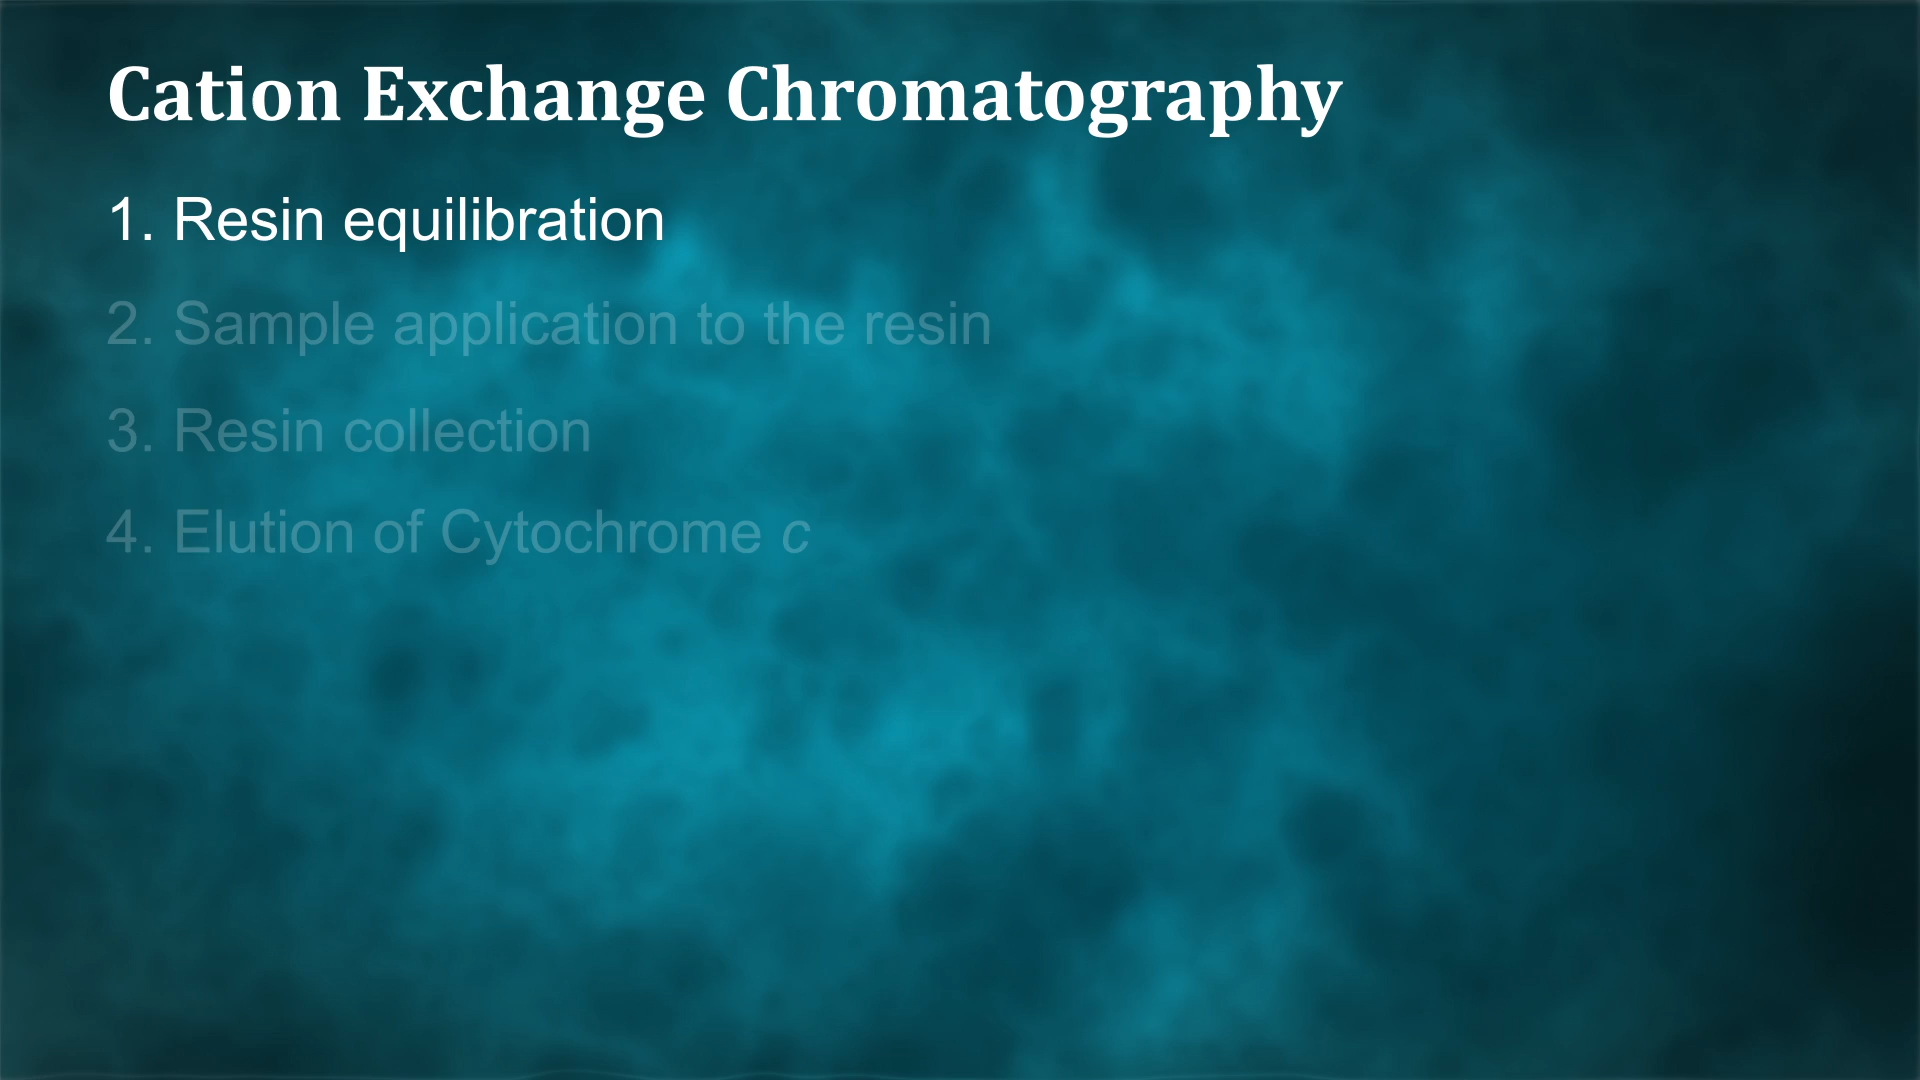 Cation Exchange Chromatography
1. Resin equilibration
2. Sample application to the resin
3. Resin collection
4. Elution of Cytochrome c